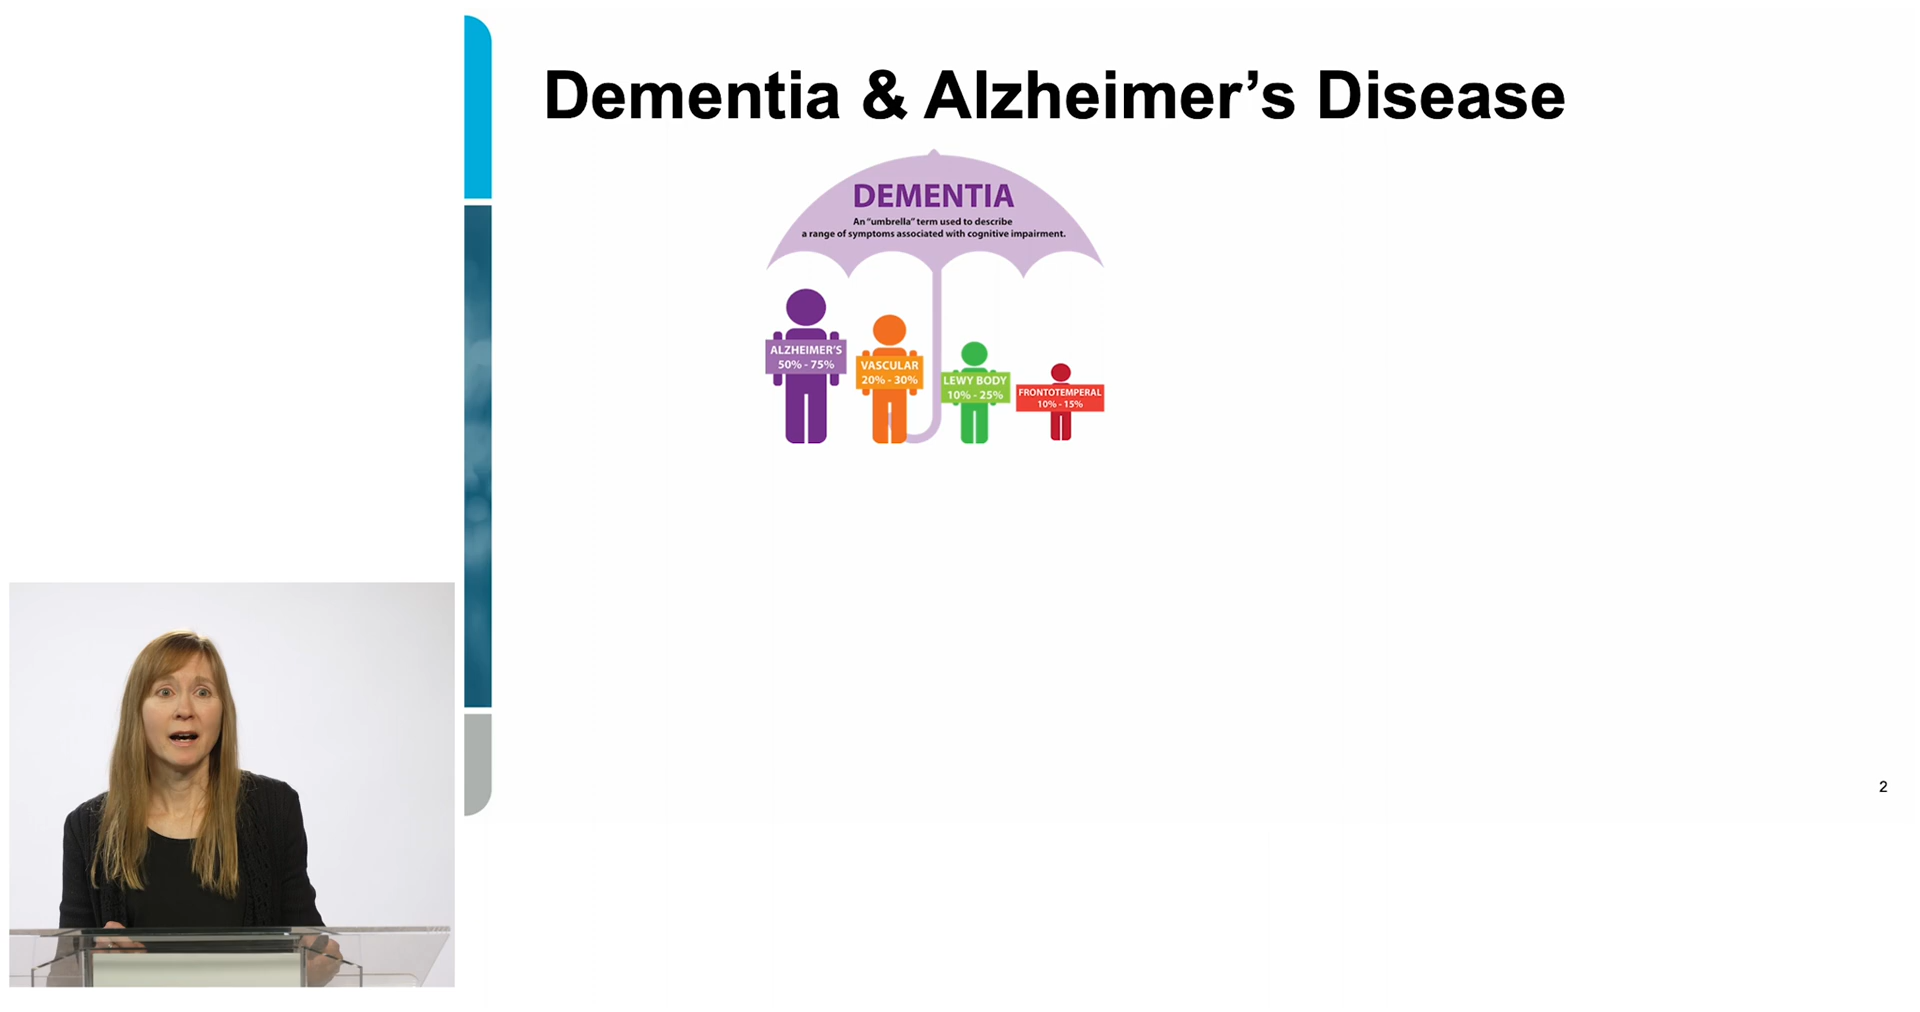 Dementia & Alzheimer’s Disease
DEMENTIA
An “umbrella” term used to describe
a range of symptoms associated with cognitive impairment.
ALZHEIMER’S
50% - 75%
VASCULAR
20% - 30%
LEWY BODY
10% - 25%
FRONTOTEMPERAL
10% - 15%
2